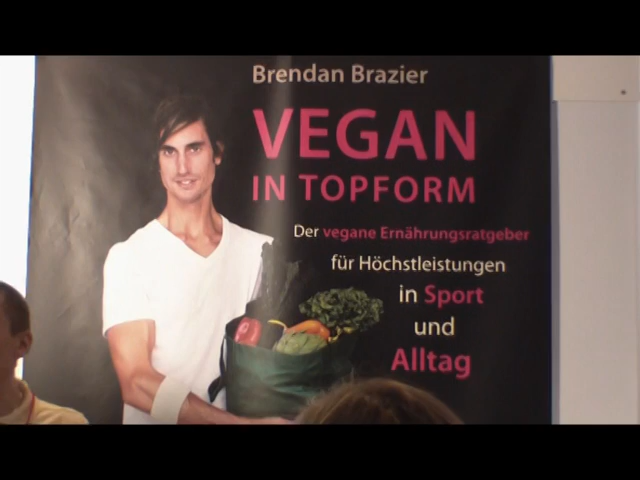 Brendan Brazier
VEGAN
IN TOPFORM
Der vegane Ernährungsratgeber
für Höchstleistungen
in Sport
und
Alltag